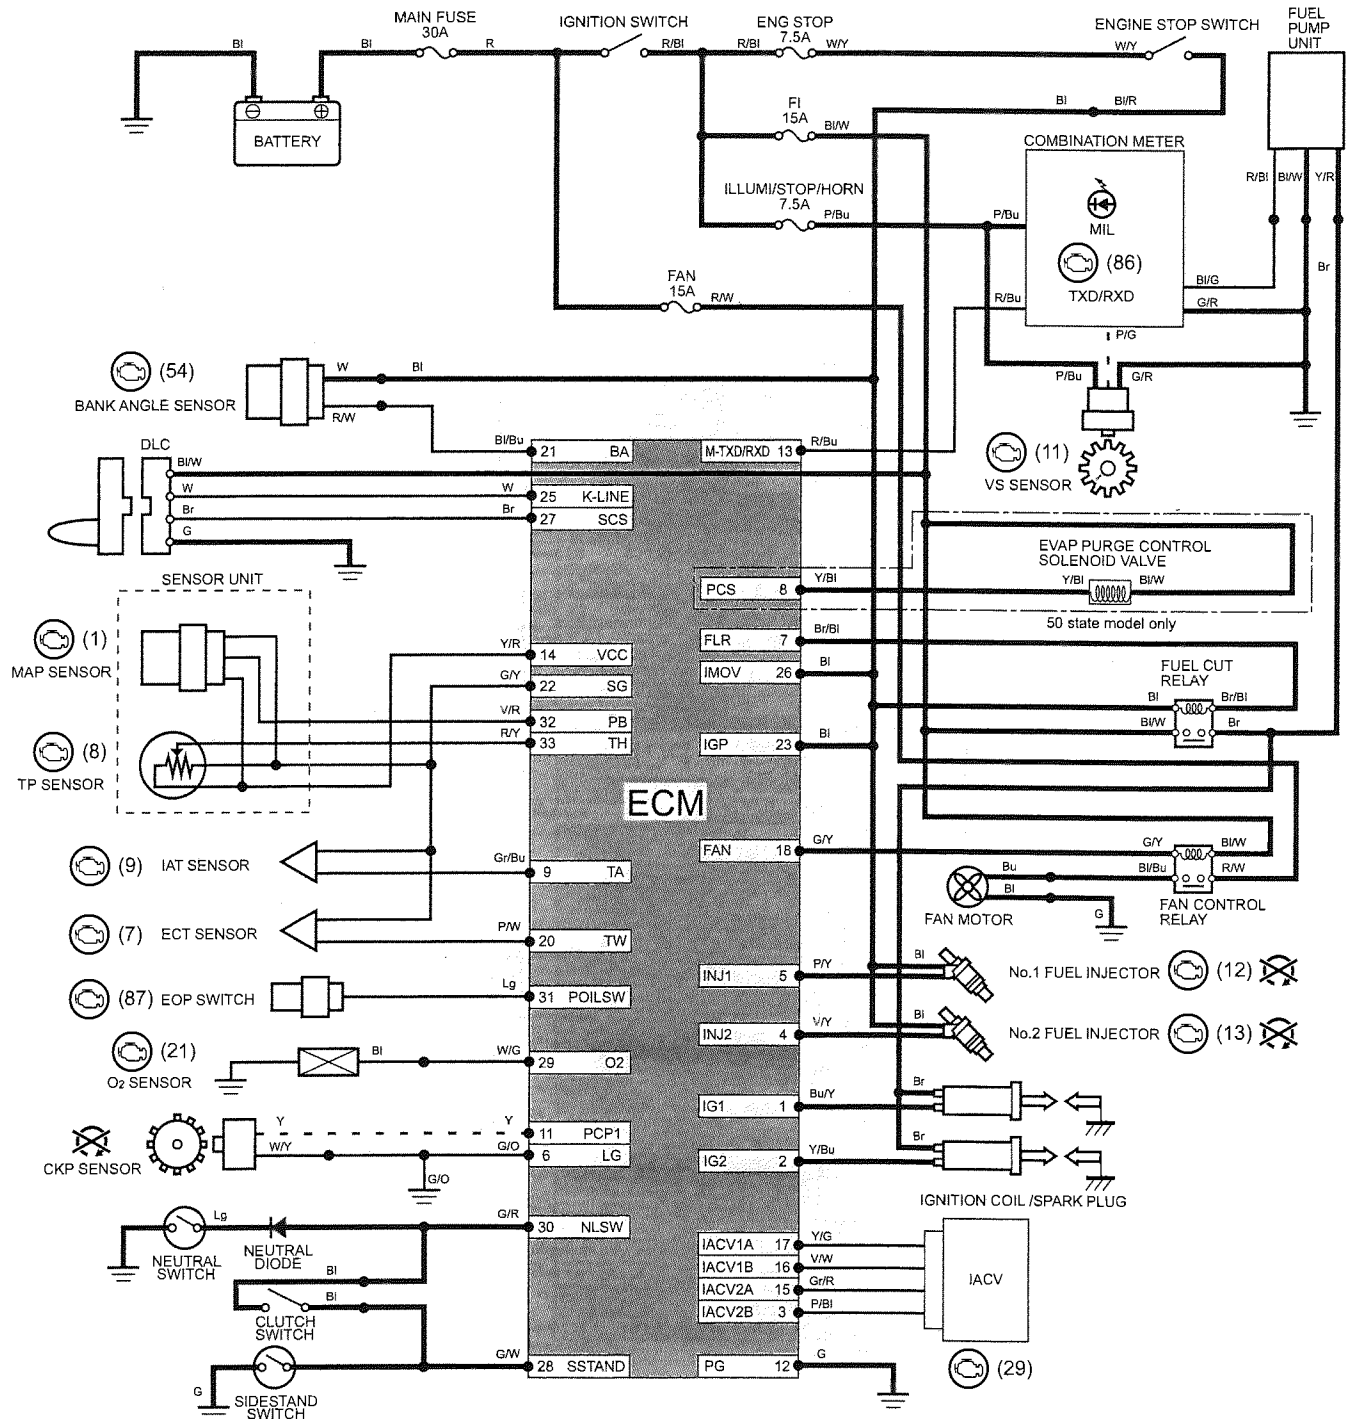 MAIN FUSE
30A
IGNITION SWITCH
ENG STOP
7.5A
ENGINE STOP SWITCH
FUEL
PUMP
UNIT
Bl
Bl
R
R/Bl
R/Bl
W/Y
W/Y
BATTERY
FI
15A
Bl/W
Bl
Bl/R
COMBINATION METER
ILLUMI/STOP/HORN
7.5A
P/Bu
P/Bu
MIL
(86)
TXD/RXD
R/Bl
Bl/W
Y/R
Br
Bl/G
G/R
FAN
15A
R/W
R/Bu
P/G
P/Bu
G/R
(54)
BANK ANGLE SENSOR
W
Bl
R/W
Bl/Bu
21 BA
M-TXD/RXD 13
R/Bu
(11)
VS SENSOR
DLC
Bl/W
W
W
25 K-LINE
Br
Br
27 SCS
G
EVAP PURGE CONTROL
SOLENOID VALVE
PCS 8
Y/Bl
Y/Bl
Bl/W
50 state model only
SENSOR UNIT
(1)
MAP SENSOR
(8)
TP SENSOR
Y/R
14 VCC
G/Y
22 SG
V/R
32 PB
R/Y
33 TH
FLR 7
Br/Bl
IMOV 26
Bl
IGP 23
Bl
FUEL CUT
RELAY
Bl
Br/Bl
Bl/W
Br
ECM
(9) IAT SENSOR
Gr/Bu
9 TA
FAN 18
G/Y
G/Y
Bl/W
Bl/Bu
R/W
FAN CONTROL
RELAY
Bu
Bl
G
FAN MOTOR
(7) ECT SENSOR
P/W
20 TW
(87) EOP SWITCH
Lg
31 POILSW
INJ1 5
P/Y
Bl
No.1 FUEL INJECTOR (12)
INJ2 4
V/Y
Bl
No.2 FUEL INJECTOR (13)
(21)
O2 SENSOR
Bl
W/G
29 O2
CKP SENSOR
Y
Y
11 PCP1
W/Y
G/O
6 LG
G/O
IG1 1
Bu/Y
Br
IG2 2
Y/Bu
Br
IGNITION COIL /SPARK PLUG
NEUTRAL
SWITCH
Lg
NEUTRAL
DIODE
G/R
30 NLSW
Bl
Bl
CLUTCH
SWITCH
G
SIDESTAND
SWITCH
G/W
28 SSTAND
IACV1A 17
Y/G
IACV1B 16
V/W
IACV2A 15
Gr/R
IACV2B 3
P/Bl
IACV
(29)
PG 12
G